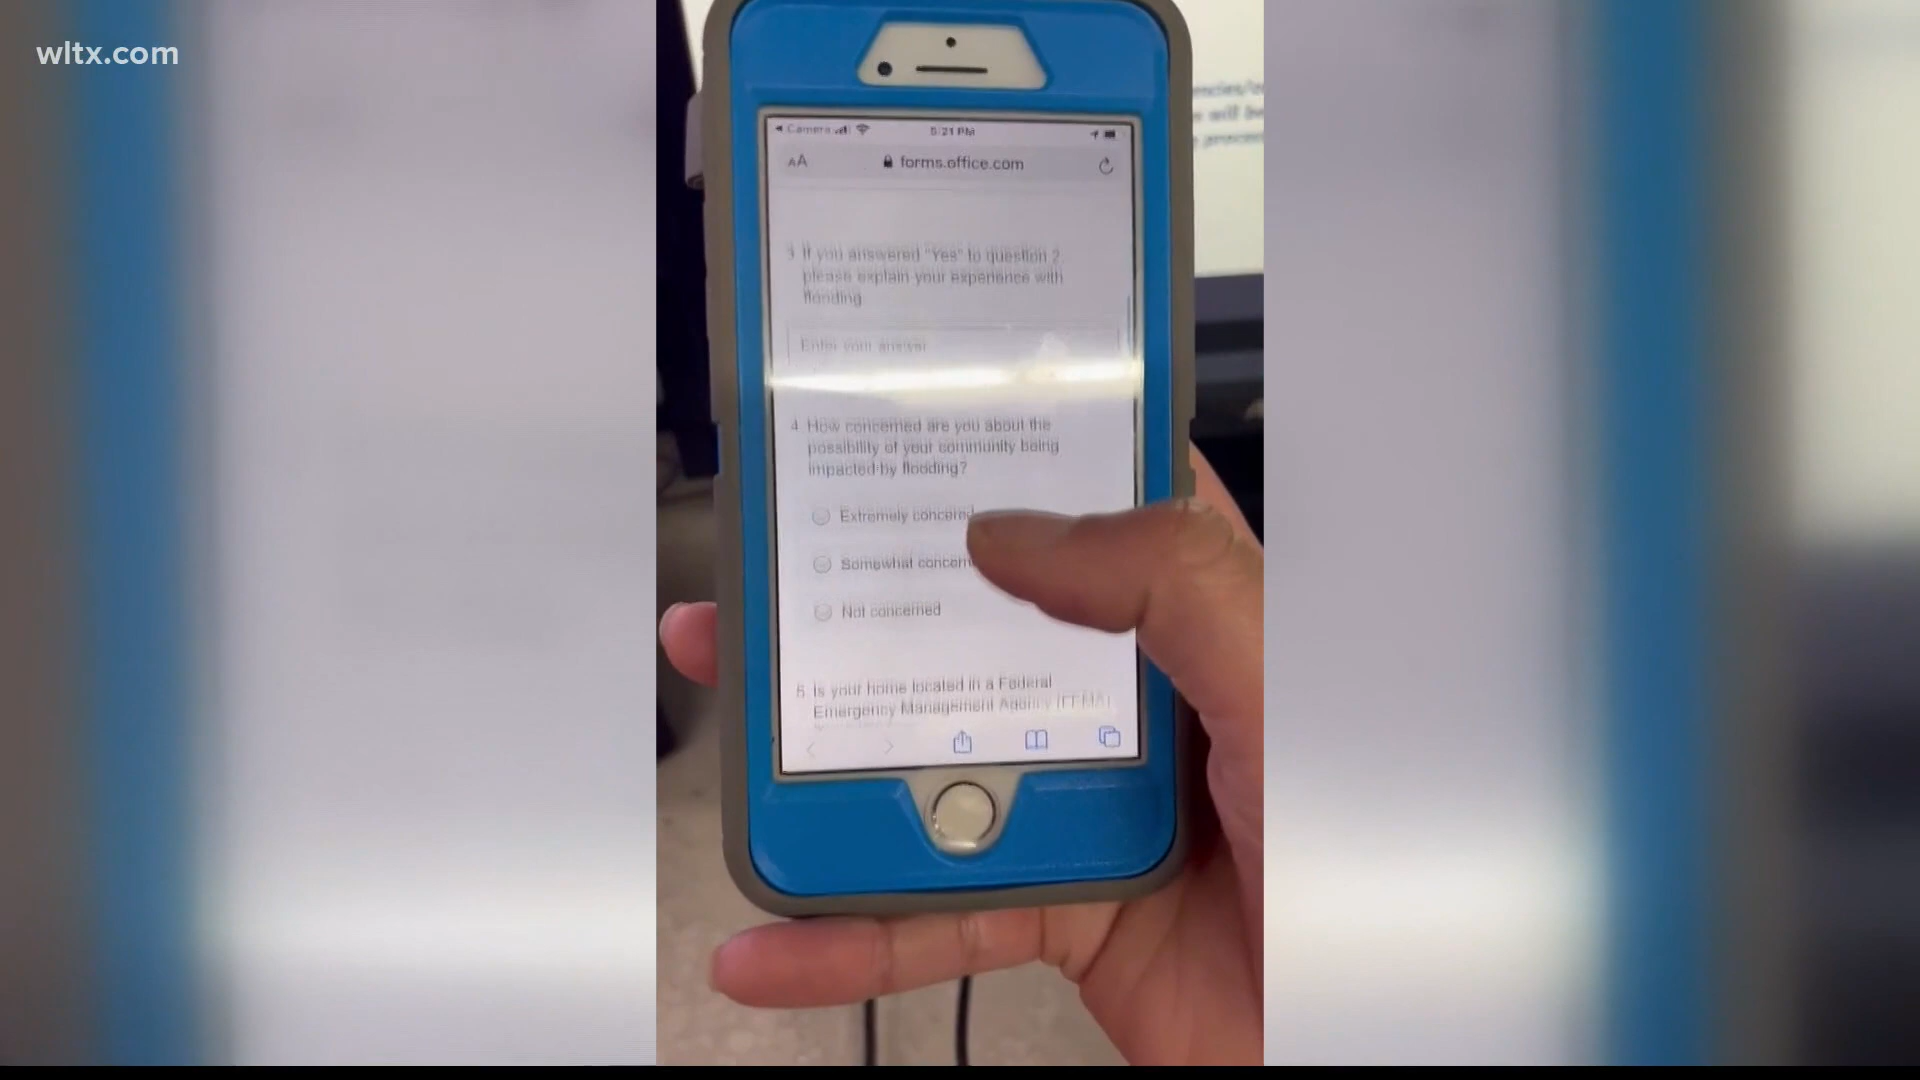 wltx.com
Camera
5:21 PM
AA
forms.office.com
3. If you answered "Yes" to question 2
please explain your experience with
flooding
Enter your answer
4. How concerned are you about the
possibility of your community being
impacted by flooding?
Extremely concerned
Somewhat concern
Not concerned
5. Is your home located in a Federal
Emergency Management Agency (FEMA)
will be